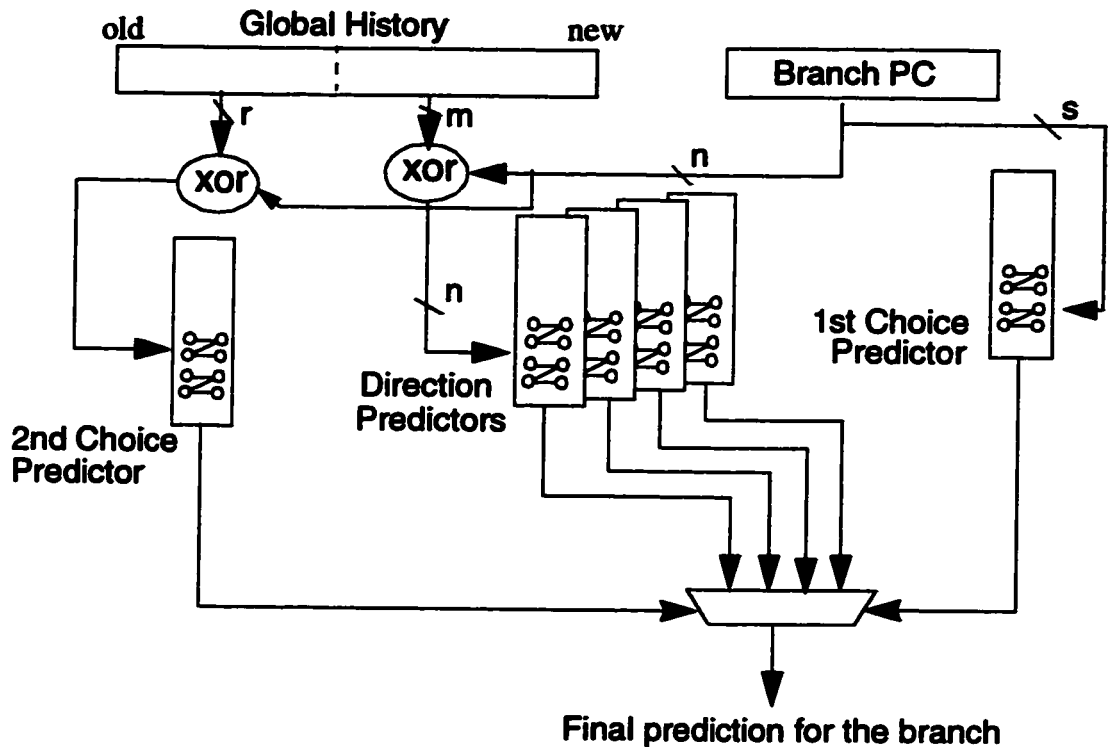 old
Global History
new
Branch PC
r
m
s
xor
xor
n
n
1st Choice
Predictor
Direction
Predictors
2nd Choice
Predictor
Final prediction for the branch